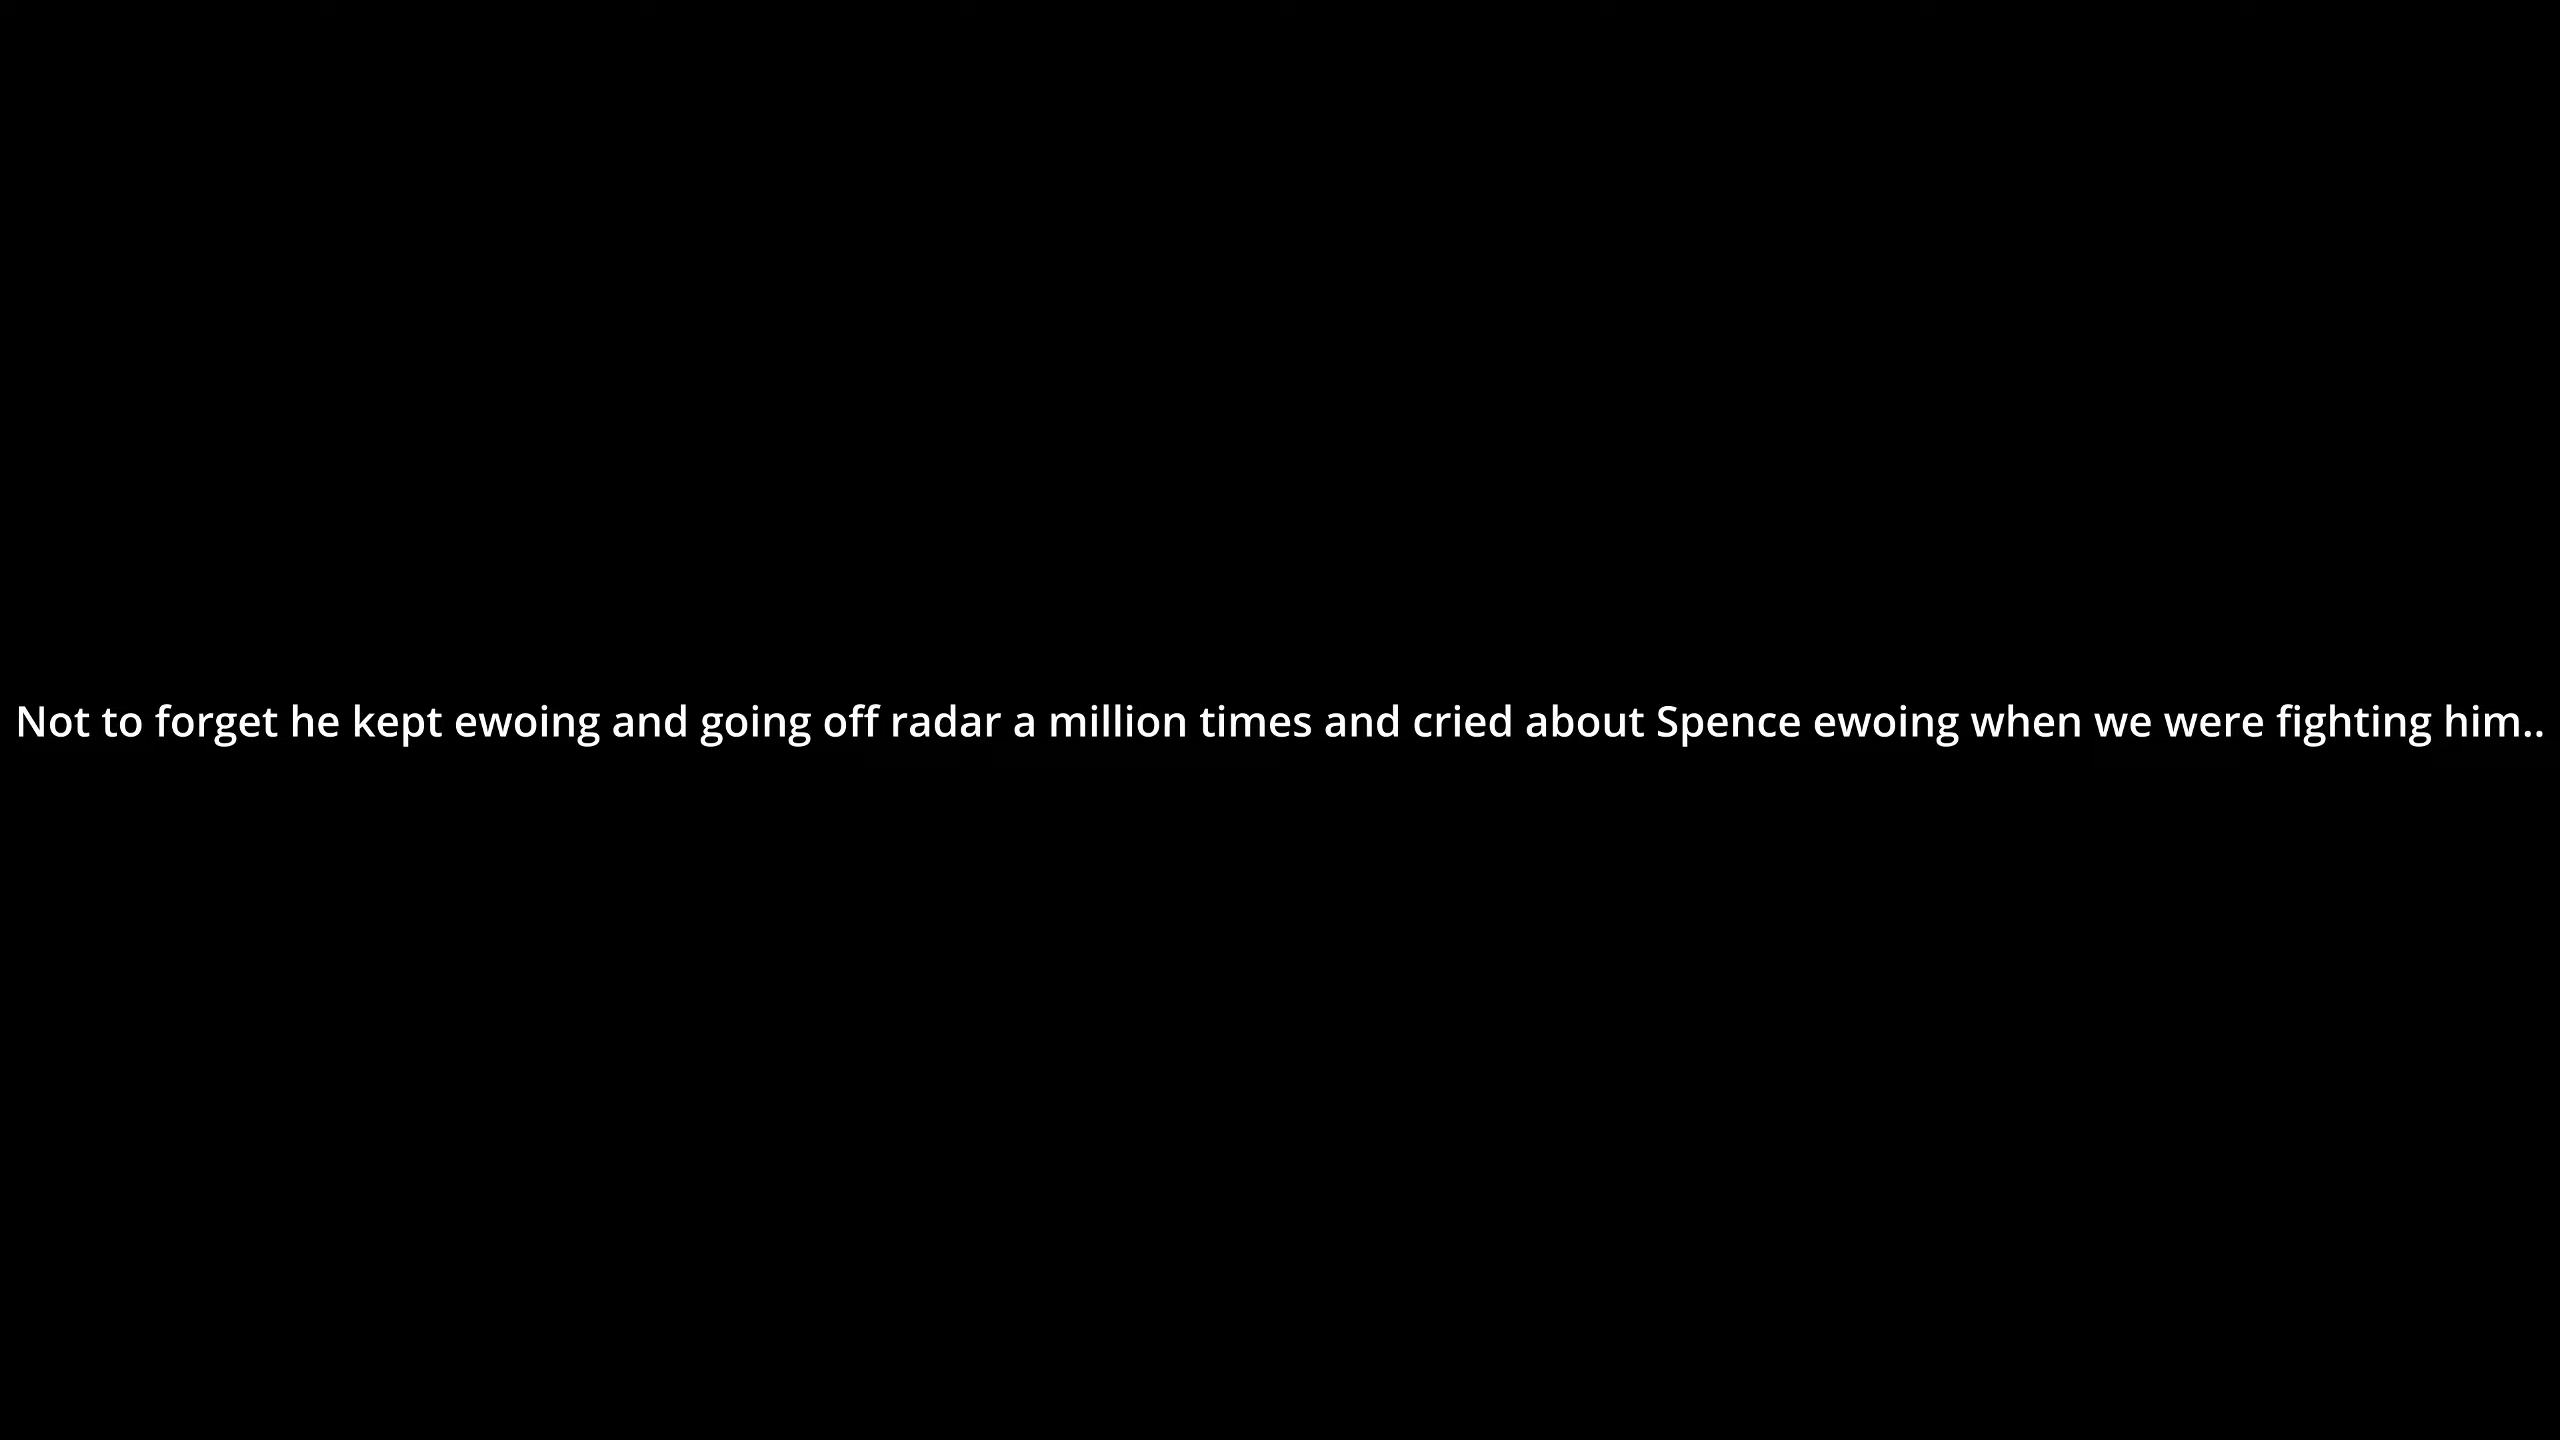 Not to forget he kept ewoing and going off radar a million times and cried about Spence ewoing when we were fighting him..